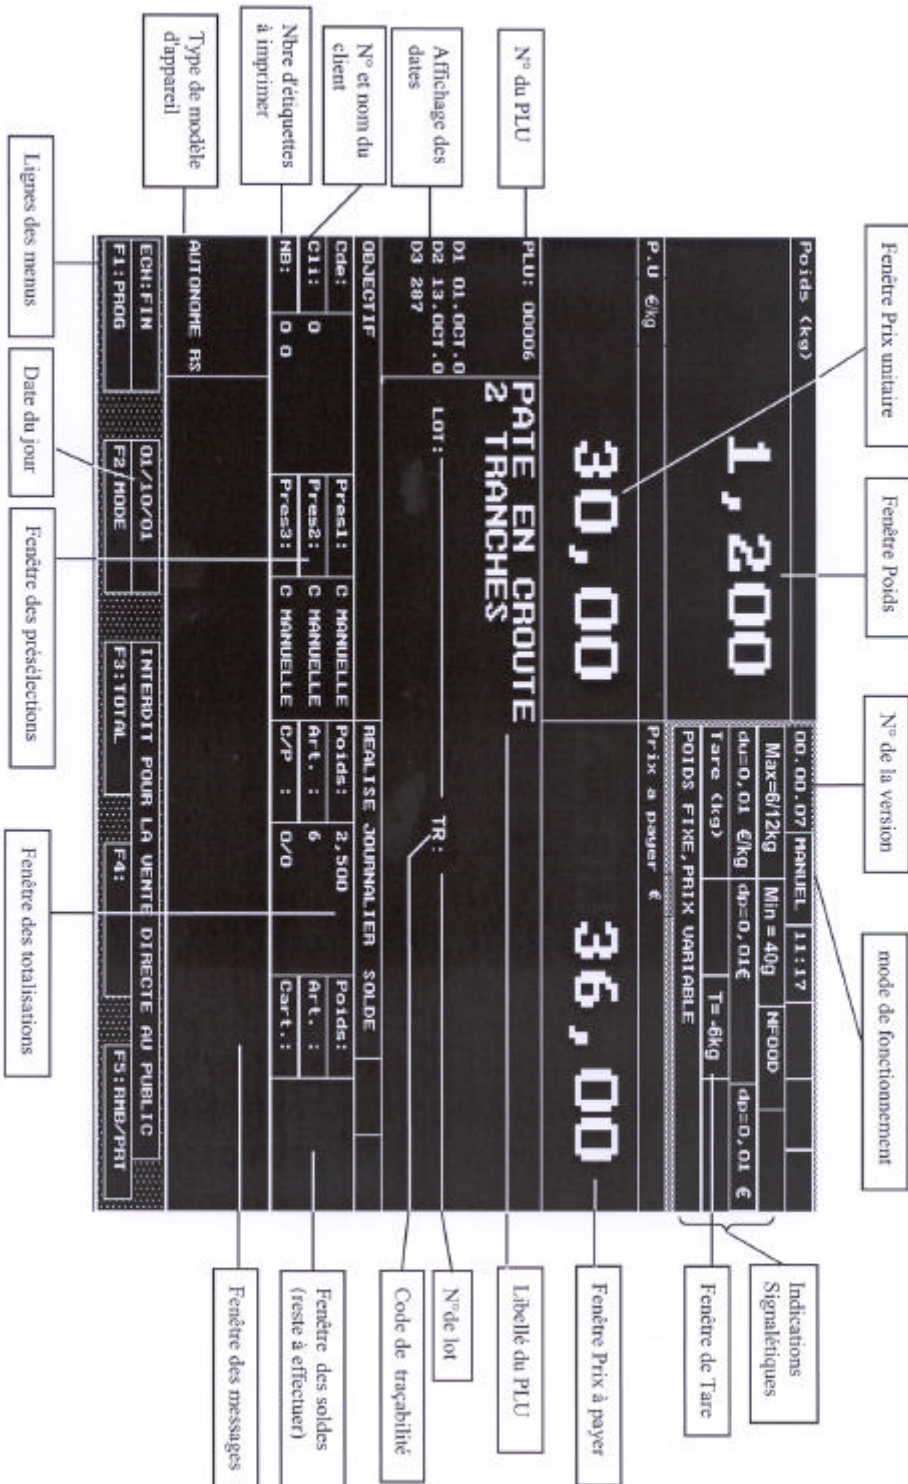 Fenêtre Prix unitaire
Fenêtre Poids
N° de la version
mode de fonctionnement
Poids (kg)
1,200
00.00.07 MANUEL 11:17
Max=6/12kg Min = 40g NFOOD
du=0,01 €/kg dp=0,01€ dp=0,01 €
Tare (kg) T=-6kg
POIDS FIXE,PRIX VARIABLE
Indications
Signalétiques
Fenêtre de Tare
P.U €/kg
30,00
Prix a payer €
36,00
Fenêtre Prix à payer
N° du PLU
PLU: 00006
PATE EN CROUTE
2 TRANCHES
Libellé du PLU
Affichage des
dates
D1 01.OCT.0
D2 13.OCT.0
D3 287
LOT:
TR:
N°de lot
Code de traçabilité
OBJECTIF
REALISE JOURNALIER
SOLDE
N° et nom du
client
Cde:
Cli: 0
NB: 0 0
Pres1: C MANUELLE
Pres2: C MANUELLE
Pres3: C MANUELLE
Poids: 2,500
Art. : 6
C/P : 0/0
Poids:
Art. :
Cart.:
Fenêtre des soldes
(reste à effectuer)
Nbre d'étiquettes
à imprimer
Type de modèle
d'appareil
AUTONOME RS
Fenêtre des messages
ECH:FIN 01/10/01 INTERDIT POUR LA VENTE DIRECTE AU PUBLIC
F1:PROG F2:MODE F3:TOTAL F4: F5:AMB/PRT
Lignes des menus
Date du jour
Fenêtre des présélections
Fenêtre des totalisations